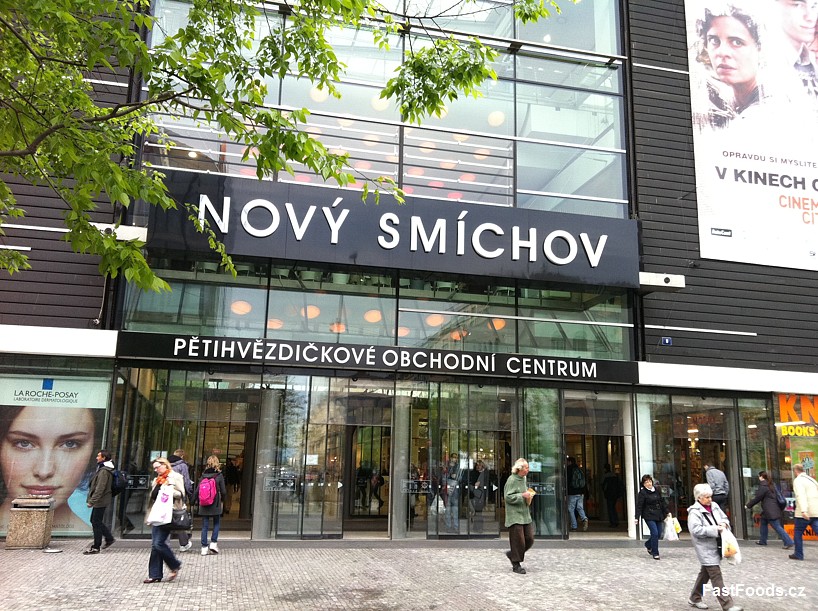 NOVÝ SMÍCHOV
PĚTIHVĚZDIČKOVÉ OBCHODNÍ CENTRUM
OPRAVDU SI MYSLITE
V KINECH
CINEM
CIT
LA ROCHE-POSAY
LABORATOIRE DERMATOLOGIQUE
KN
BOOKS
FastFoods.cz